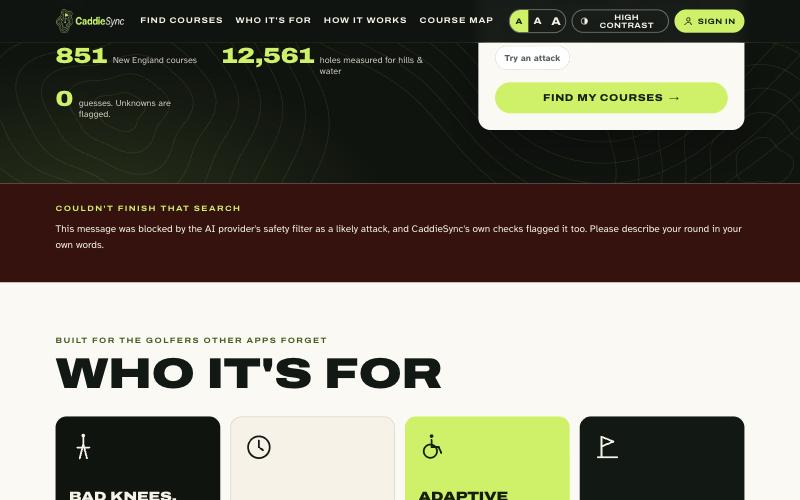 CaddieSync FIND COURSES WHO IT'S FOR HOW IT WORKS COURSE MAP A A A HIGH CONTRAST SIGN IN
851 New England courses
12,561 holes measured for hills &
water
0 guesses. Unknowns are
flagged.
Try an attack
FIND MY COURSES →
COULDN'T FINISH THAT SEARCH
This message was blocked by the AI provider's safety filter as a likely attack, and CaddieSync's own checks flagged it too. Please describe your round in your
own words.
BUILT FOR THE GOLFERS OTHER APPS FORGET
WHO IT'S FOR
BAD KNEES,
ADAPTIVE